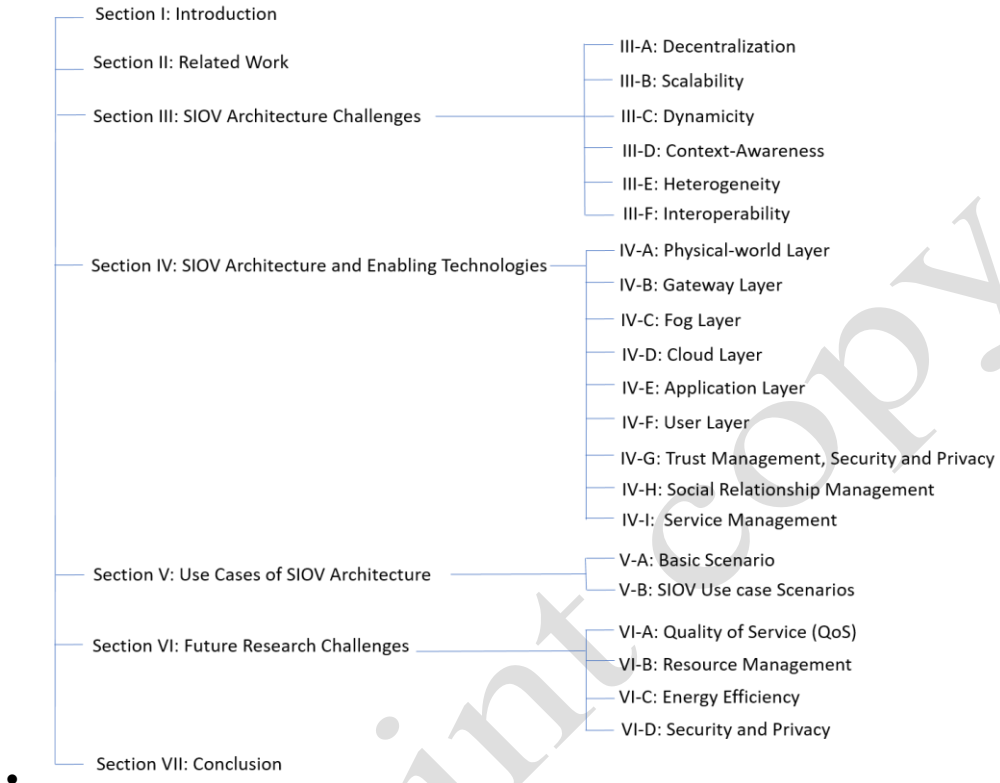 Section I: Introduction
Section II: Related Work
Section III: SIOV Architecture Challenges
III-A: Decentralization
III-B: Scalability
III-C: Dynamicity
III-D: Context-Awareness
III-E: Heterogeneity
III-F: Interoperability
Section IV: SIOV Architecture and Enabling Technologies
IV-A: Physical-world Layer
IV-B: Gateway Layer
IV-C: Fog Layer
IV-D: Cloud Layer
IV-E: Application Layer
IV-F: User Layer
IV-G: Trust Management, Security and Privacy
IV-H: Social Relationship Management
IV-I: Service Management
Section V: Use Cases of SIOV Architecture
V-A: Basic Scenario
V-B: SIOV Use case Scenarios
Section VI: Future Research Challenges
VI-A: Quality of Service (QoS)
VI-B: Resource Management
VI-C: Energy Efficiency
VI-D: Security and Privacy
Section VII: Conclusion
int copy